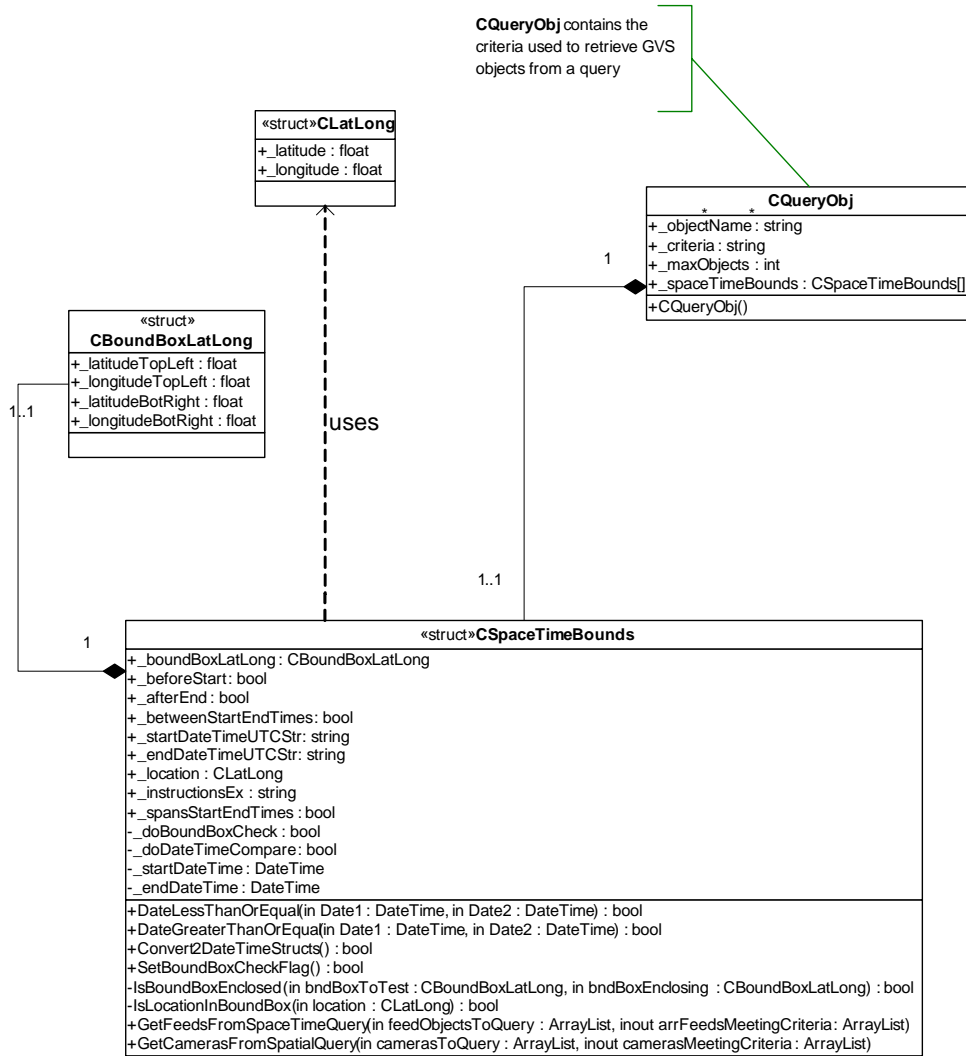 CQueryObj contains the
criteria used to retrieve GVS
objects from a query
«struct»CLatLong
+_latitude : float
+_longitude : float
CQueryObj
* *
+_objectName : string
+_criteria : string
+_maxObjects : int
+_spaceTimeBounds : CSpaceTimeBounds[]
+CQueryObj()
1
«struct»
CBoundBoxLatLong
+_latitudeTopLeft : float
+_longitudeTopLeft : float
+_latitudeBotRight : float
+_longitudeBotRight : float
1..1
uses
1..1
1
«struct»CSpaceTimeBounds
+_boundBoxLatLong : CBoundBoxLatLong
+_beforeStart : bool
+_afterEnd : bool
+_betweenStartEndTimes : bool
+_startDateTimeUTCStr : string
+_endDateTimeUTCStr : string
+_location : CLatLong
+_instructionsEx : string
+_spansStartEndTimes : bool
-_doBoundBoxCheck : bool
-_doDateTimeCompare : bool
-_startDateTime : DateTime
-_endDateTime : DateTime
+DateLessThanOrEqual(in Date1 : DateTime, in Date2 : DateTime) : bool
+DateGreaterThanOrEqual(in Date1 : DateTime, in Date2 : DateTime) : bool
+Convert2DateTimeStructs() : bool
+SetBoundBoxCheckFlag() : bool
-IsBoundBoxEnclosed(in bndBoxToTest : CBoundBoxLatLong, in bndBoxEnclosing : CBoundBoxLatLong) : bool
-IsLocationInBoundBox(in location : CLatLong) : bool
+GetFeedsFromSpaceTimeQuery(in feedObjectsToQuery : ArrayList, inout arrFeedsMeetingCriteria : ArrayList)
+GetCamerasFromSpatialQuery(in camerasToQuery : ArrayList, inout camerasMeetingCriteria : ArrayList)